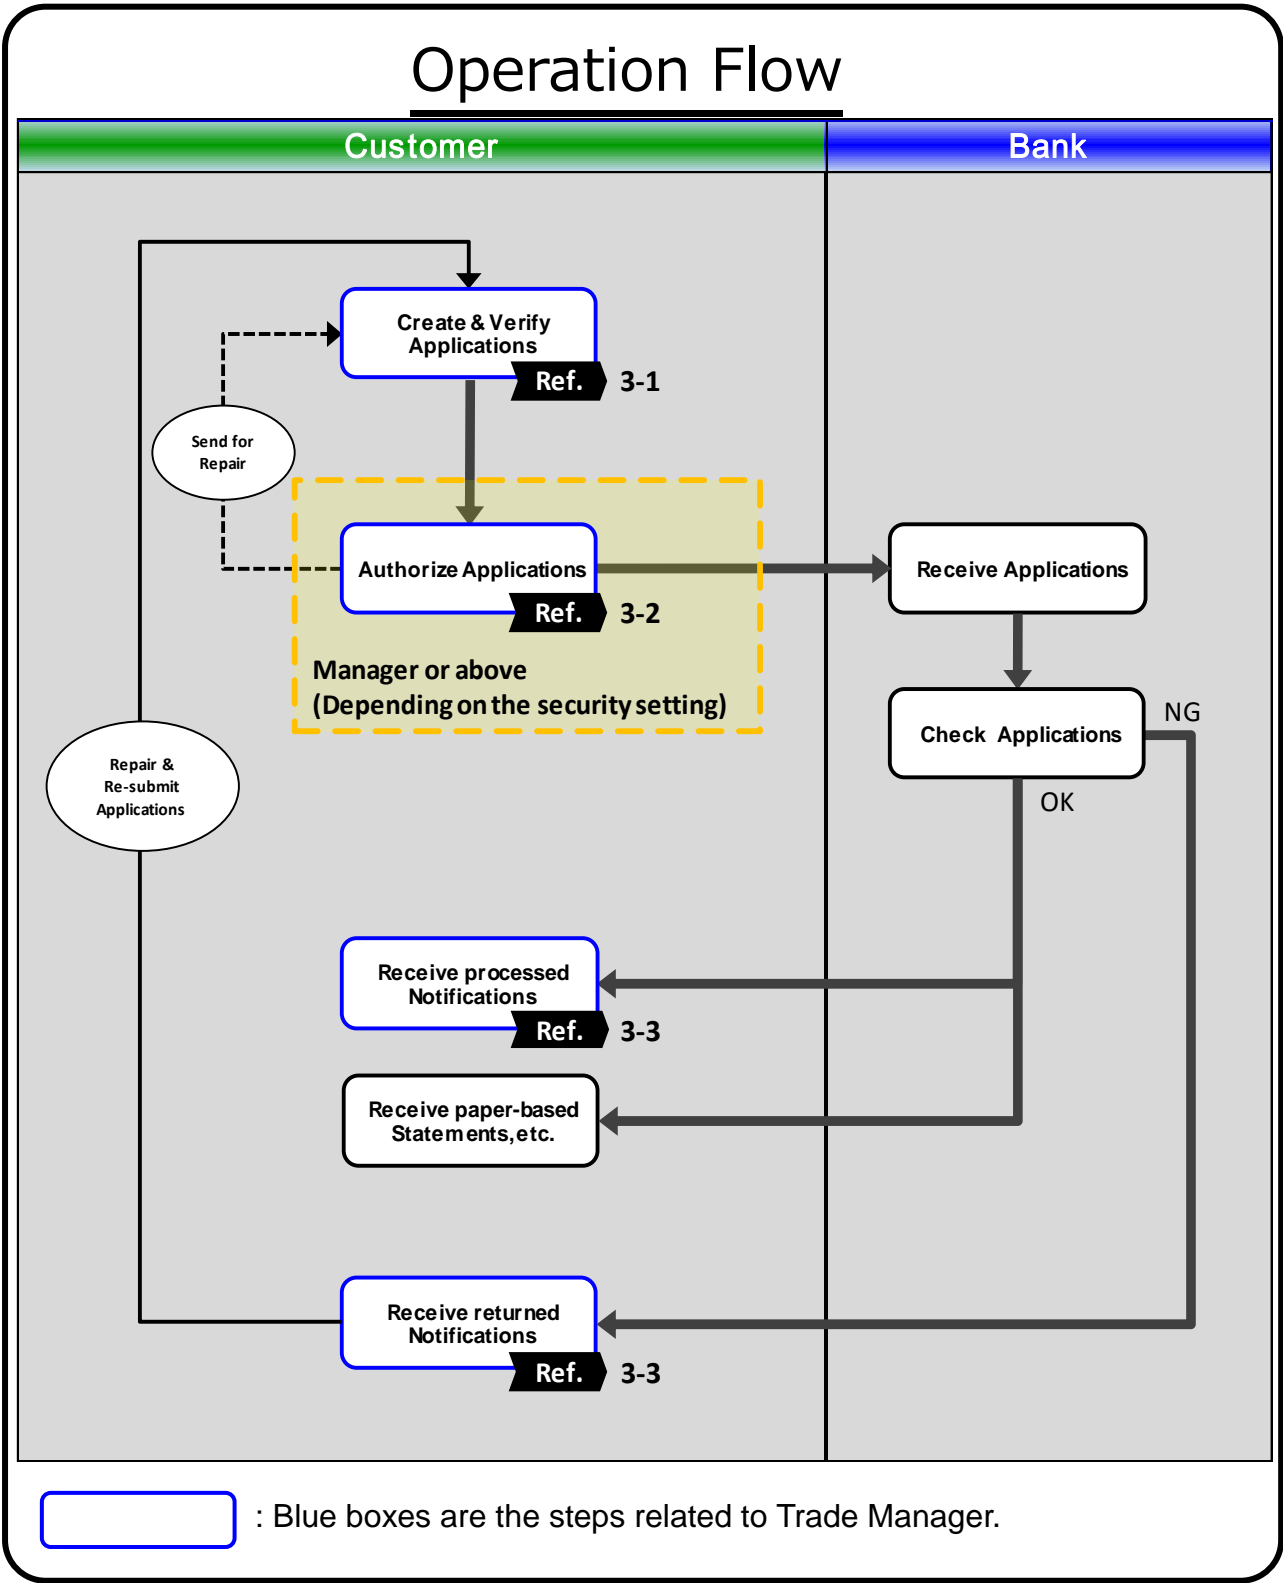 Operation Flow
Customer
Bank
Create & Verify
Applications
Ref. 3-1
Send for
Repair
Authorize Applications
Ref. 3-2
Manager or above
(Depending on the security setting)
Receive Applications
Check Applications
NG
OK
Repair &
Re-submit
Applications
Receive processed
Notifications
Ref. 3-3
Receive paper-based
Statements, etc.
Receive returned
Notifications
Ref. 3-3
: Blue boxes are the steps related to Trade Manager.